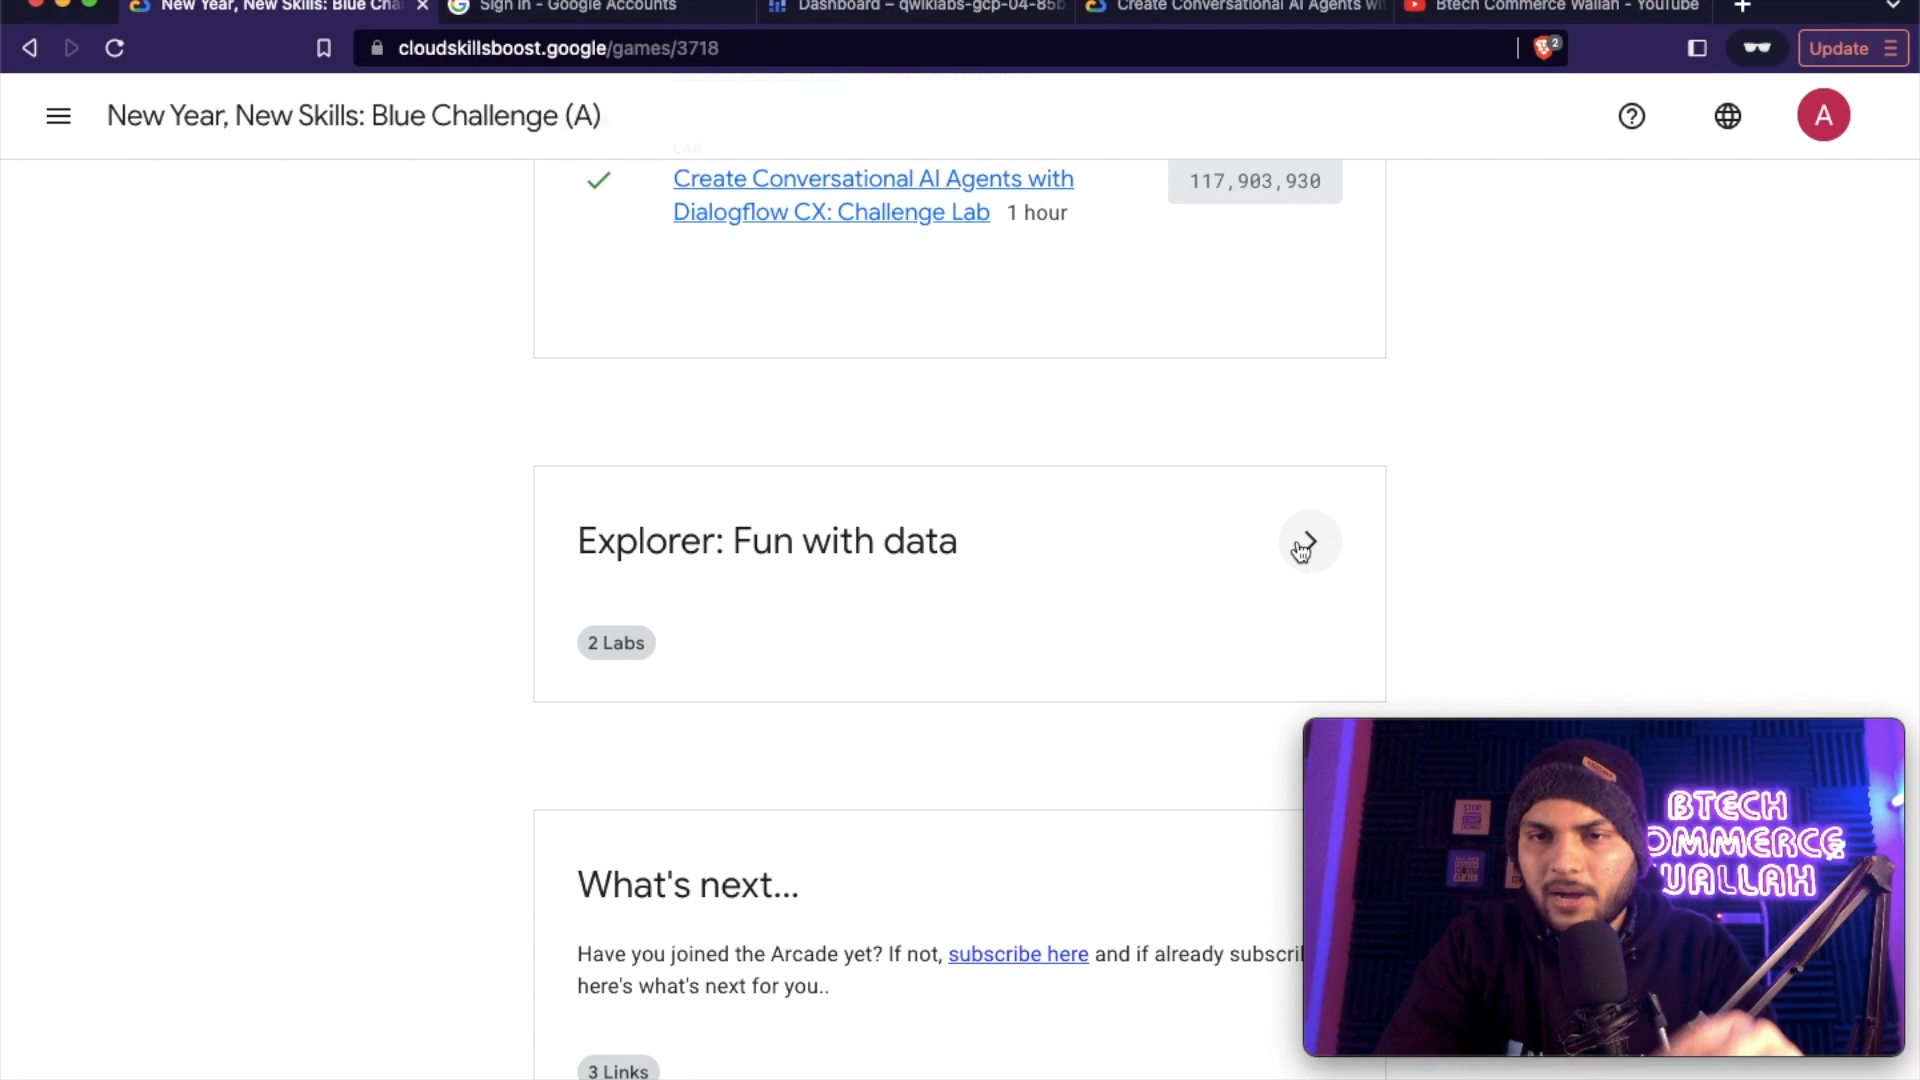 New Year, New Skills: Blue Cha
Sign in - Google Accounts
Dashboard – qwiklabs-gcp-04-85b
Create Conversational AI Agents wit
Btech Commerce Wallah - YouTube
cloudskillsboost.google/games/3718
2
Update
New Year, New Skills: Blue Challenge (A)
A
LAB
Create Conversational AI Agents with
Dialogflow CX: Challenge Lab 1 hour
117,903,930
Explorer: Fun with data
2 Labs
What's next...
Have you joined the Arcade yet? If not, subscribe here and if already subscri
here's what's next for you..
3 Links
BTECH
OMMERCE
WALLAH